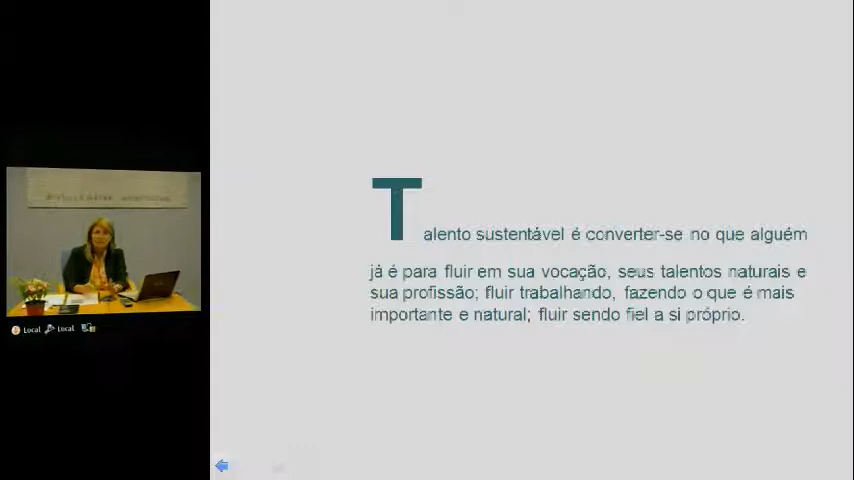 Talento sustentável é converter-se no que alguém
já é para fluir em sua vocação, seus talentos naturais e
sua profissão; fluir trabalhando, fazendo o que é mais
importante e natural; fluir sendo fiel a si próprio.
Local Local